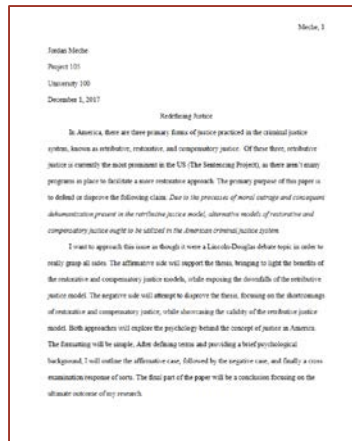 Meche, 1
Jordan Meche
Project 105
University 100
December 1, 2017
Redefining Justice
In America, there are three primary forms of justice practiced in the criminal justice
system, known as retributive, restorative, and compensatory justice. Of these three, retributive
justice is currently the most prominent in the US (The Sentencing Project), as there aren't many
programs in place to facilitate a more restorative approach. The primary purpose of this paper is
to defend or disprove the following claim: Due to the processes of moral outrage and consequent
dehumanization present in the retributive justice model, alternative models of restorative and
compensatory justice ought to be utilized in the American criminal justice system.
I want to approach this issue as though it were a Lincoln-Douglas debate topic in order to
really grasp all sides. The affirmative side will support the thesis, bringing to light the benefits of
the restorative and compensatory justice models, while exposing the downfalls of the retributive
justice model. The negative side will attempt to disprove the thesis, focusing on the shortcomings
of restorative and compensatory justice, while showcasing the validity of the retributive justice
model. Both approaches will explore the psychology behind the concept of justice in America.
The formatting will be simple; After defining terms and providing a brief psychological
background, I will outline the affirmative case, followed by the negative case, and finally a cross
examination/response of sorts. The final part of the paper will be a conclusion focusing on the
ultimate outcome of my research.